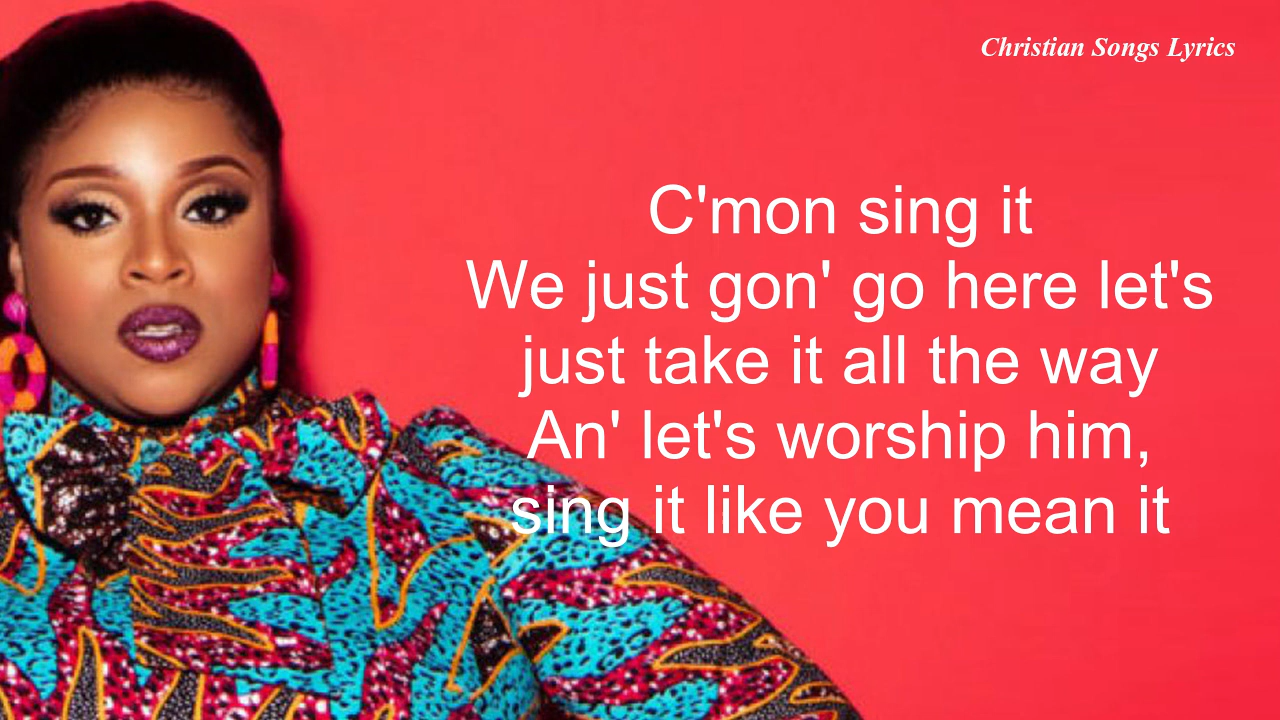 Christian Songs Lyrics
C'mon sing it
We just gon' go here let's
just take it all the way
An' let's worship him,
sing it like you mean it